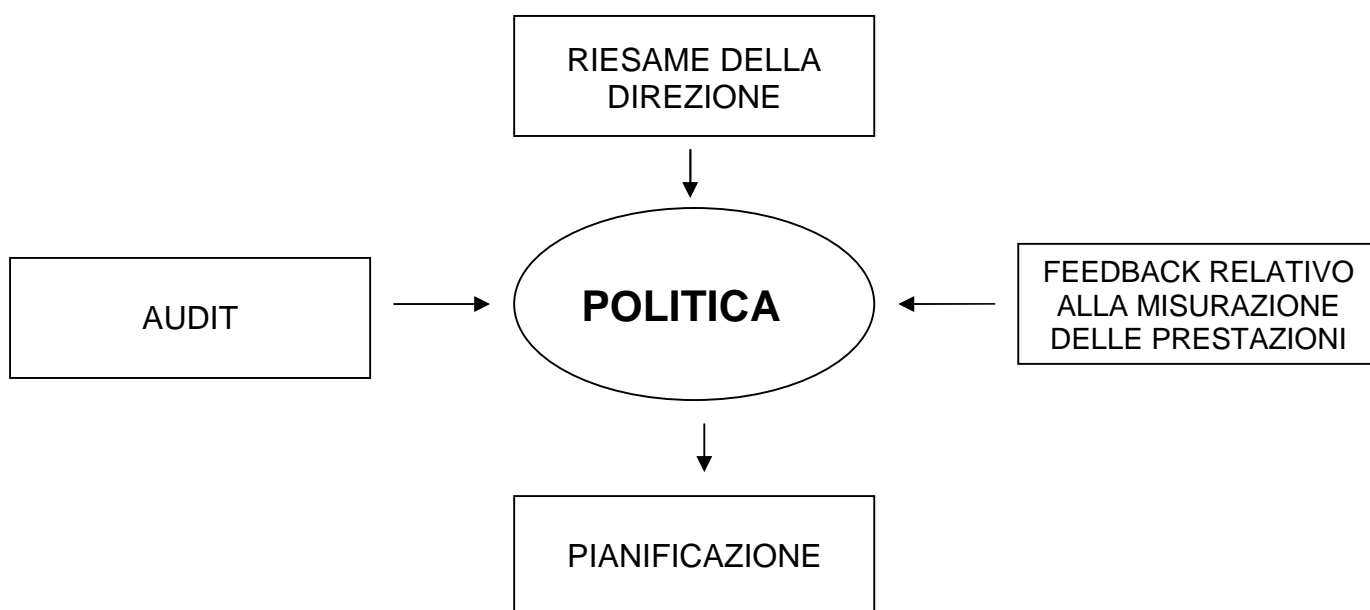 RIESAME DELLA
DIREZIONE
AUDIT
POLITICA
FEEDBACK RELATIVO
ALLA MISURAZIONE
DELLE PRESTAZIONI
PIANIFICAZIONE